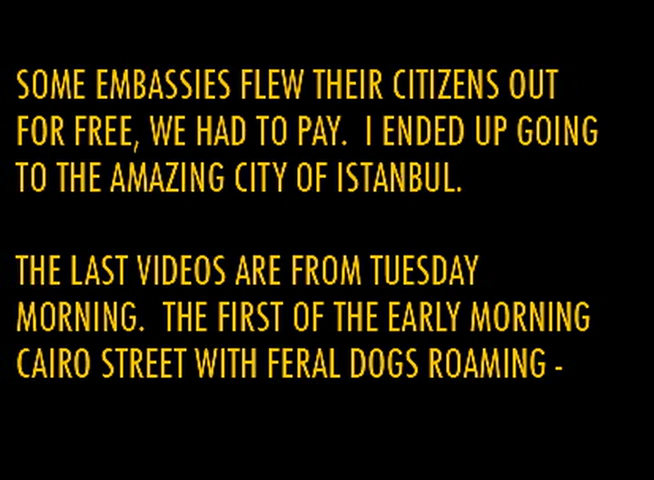 SOME EMBASSIES FLEW THEIR CITIZENS OUT
FOR FREE, WE HAD TO PAY.  I ENDED UP GOING
TO THE AMAZING CITY OF ISTANBUL.
THE LAST VIDEOS ARE FROM TUESDAY
MORNING.  THE FIRST OF THE EARLY MORNING
CAIRO STREET WITH FERAL DOGS ROAMING -